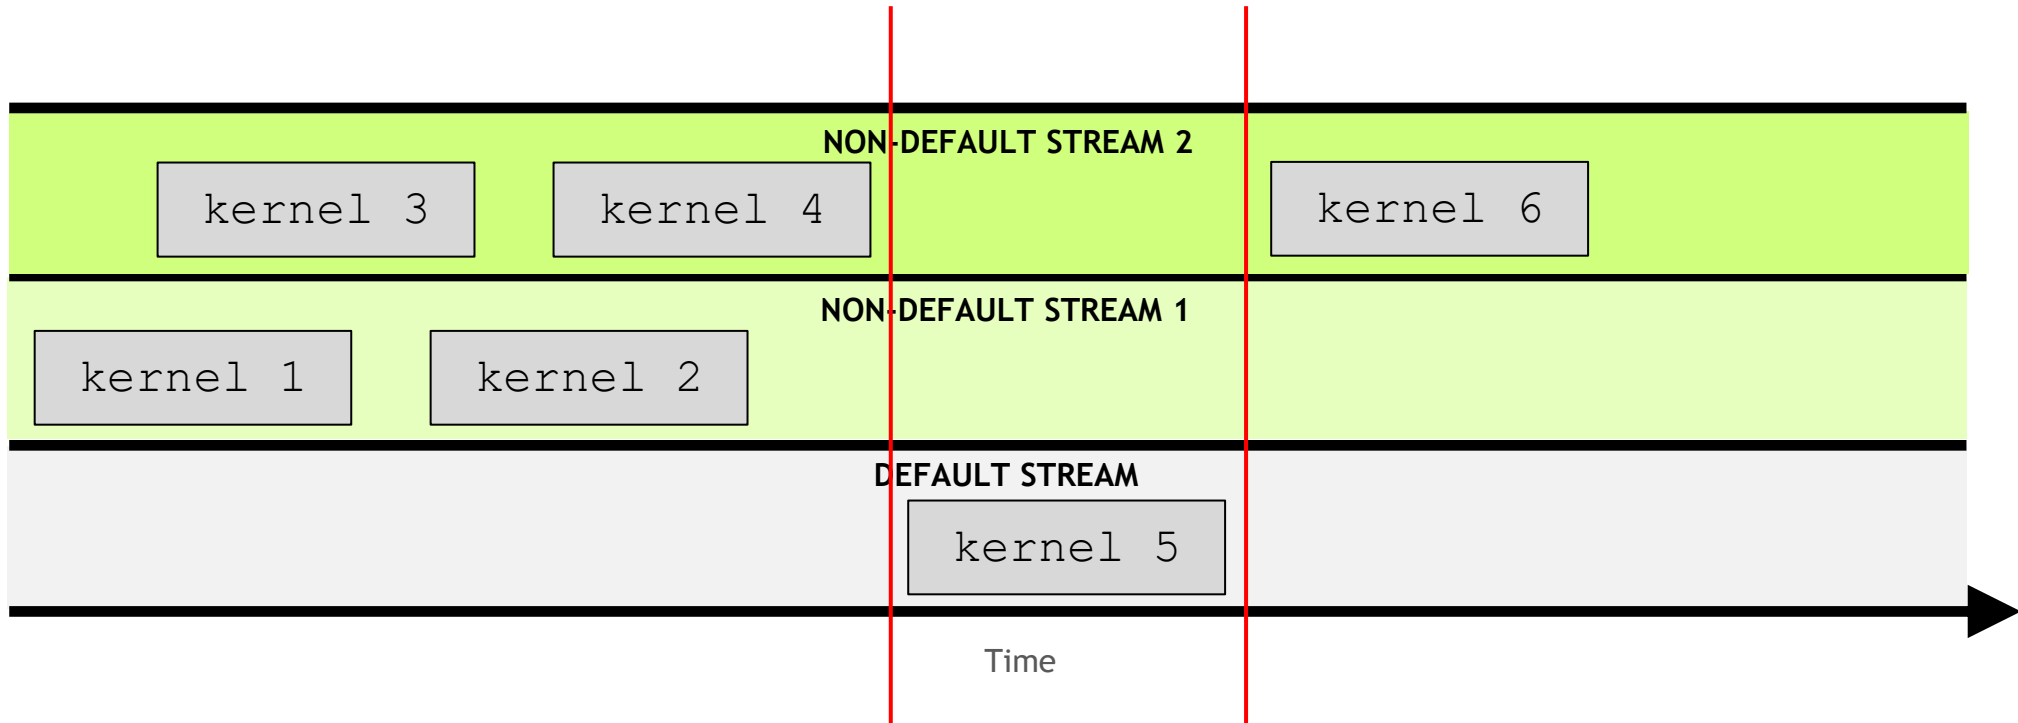 NON-DEFAULT STREAM 2
kernel 3
kernel 4
kernel 6
NON-DEFAULT STREAM 1
kernel 1
kernel 2
DEFAULT STREAM
kernel 5
Time